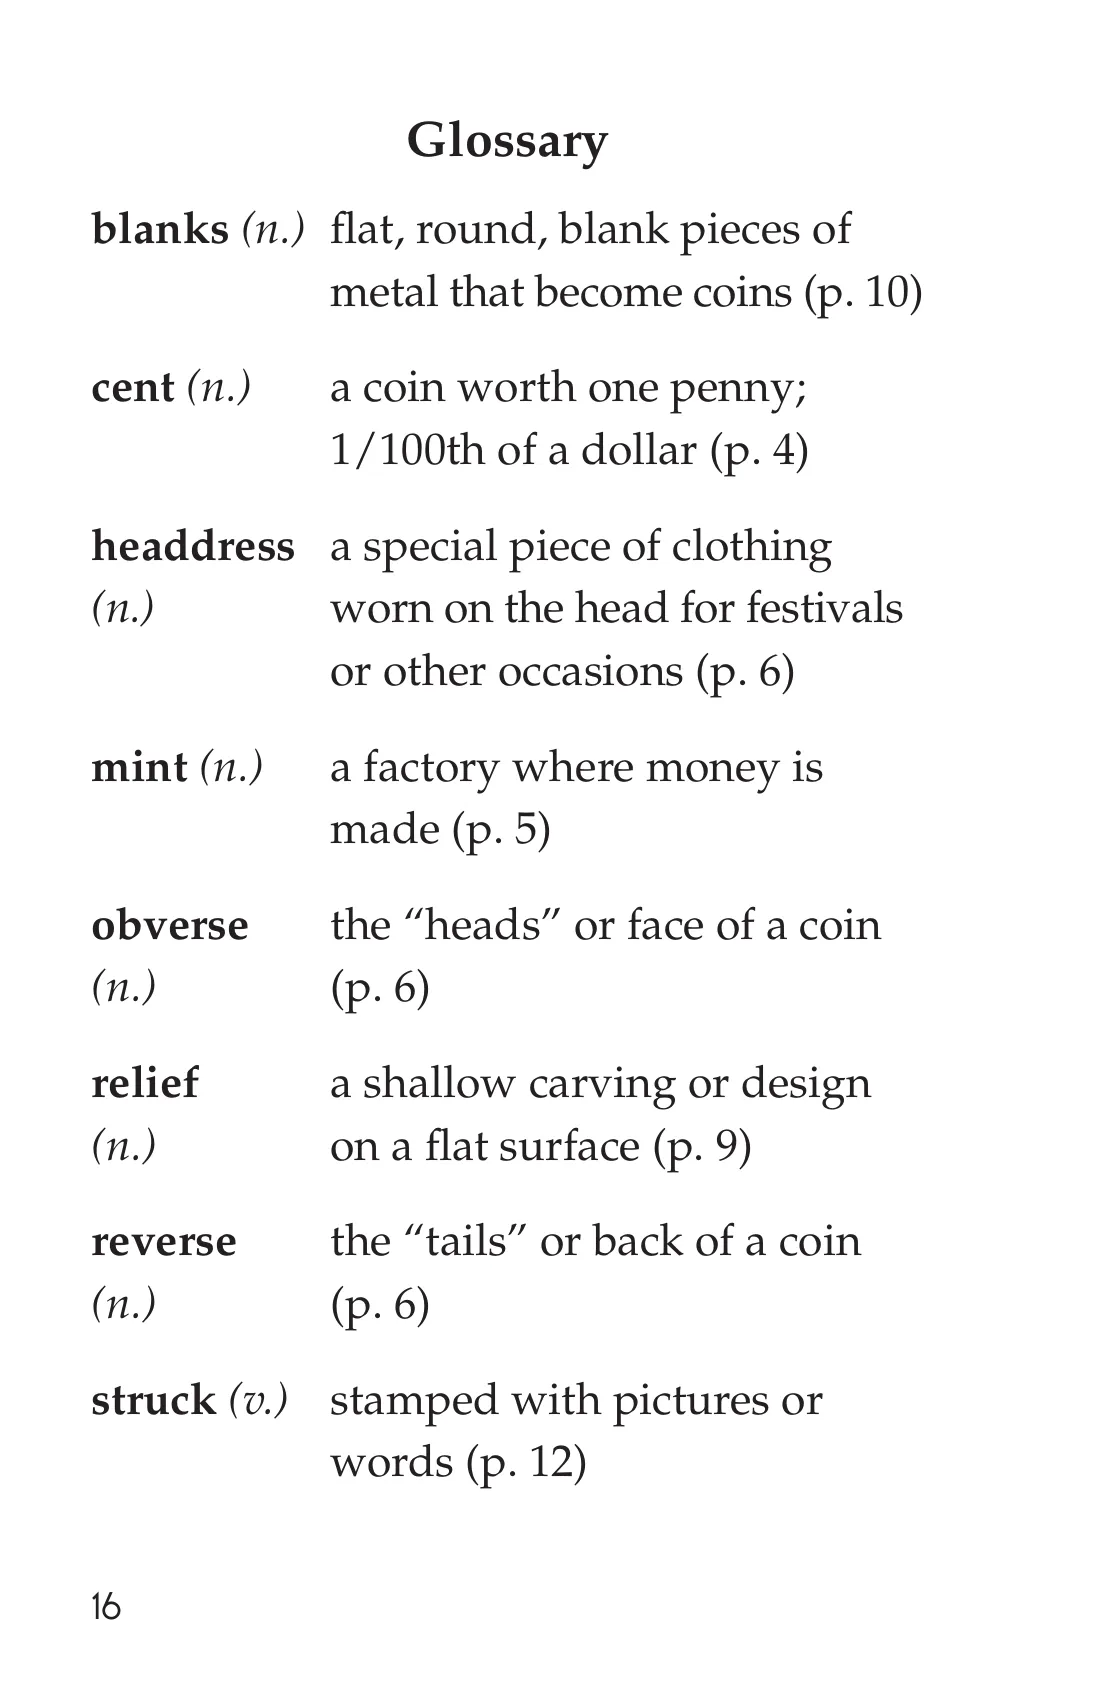 Glossary
blanks (n.) flat, round, blank pieces of
metal that become coins (p. 10)
cent (n.) a coin worth one penny;
1/100th of a dollar (p. 4)
headdress a special piece of clothing
(n.) worn on the head for festivals
or other occasions (p. 6)
mint (n.) a factory where money is
made (p. 5)
obverse the “heads” or face of a coin
(n.) (p. 6)
relief a shallow carving or design
(n.) on a flat surface (p. 9)
reverse the “tails” or back of a coin
(n.) (p. 6)
struck (v.) stamped with pictures or
words (p. 12)
16